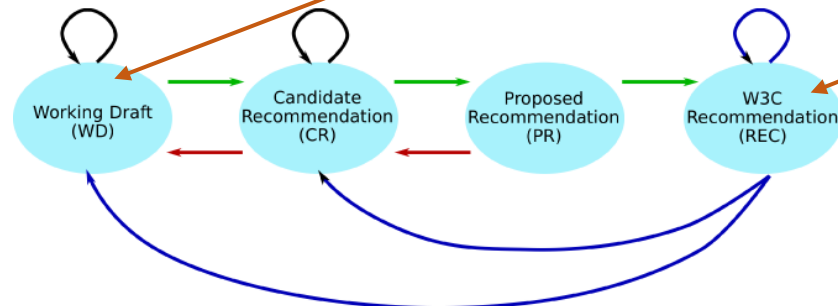 Working Draft
(WD)
Candidate
Recommendation
(CR)
Proposed
Recommendation
(PR)
W3C
Recommendation
(REC)